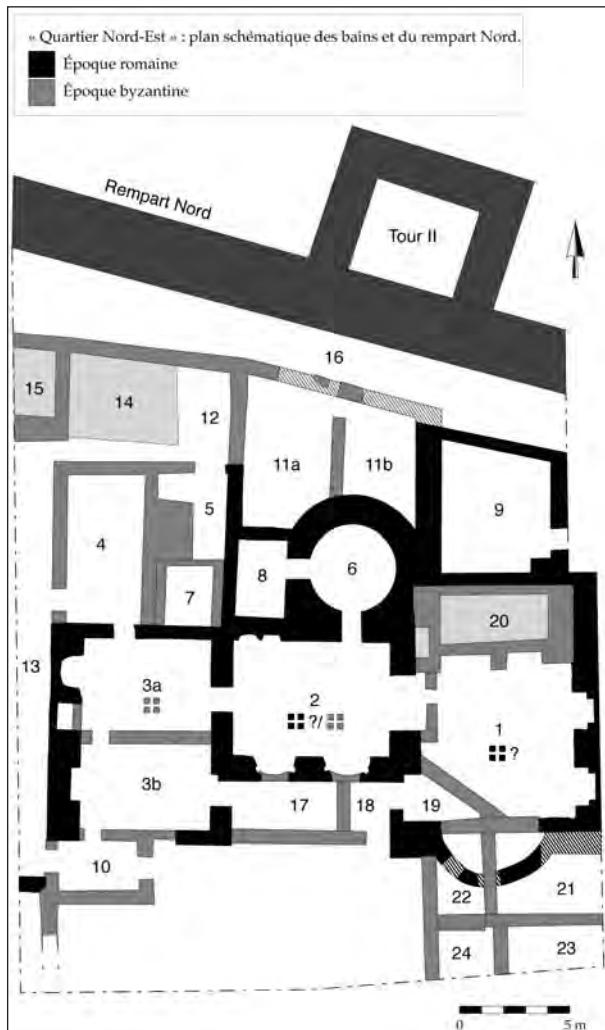 « Quartier Nord-Est » : plan schématique des bains et du rempart Nord.
Époque romaine
Époque byzantine
Rempart Nord
Tour II
16
15
14
12
11a
11b
9
4
5
8
6
7
20
13
3a
2
?/
1
?
3b
17
18
19
10
22
21
24
23
0
5 m